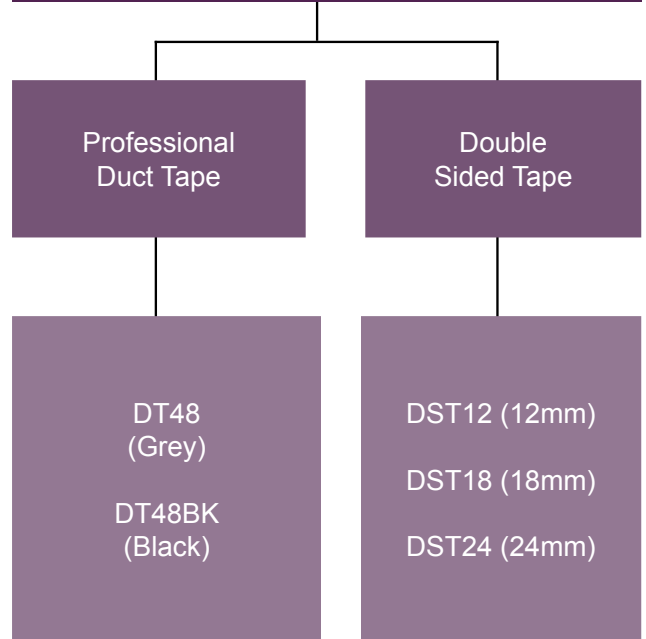 Professional
Duct Tape
Double
Sided Tape
DT48
(Grey)
DT48BK
(Black)
DST12 (12mm)
DST18 (18mm)
DST24 (24mm)